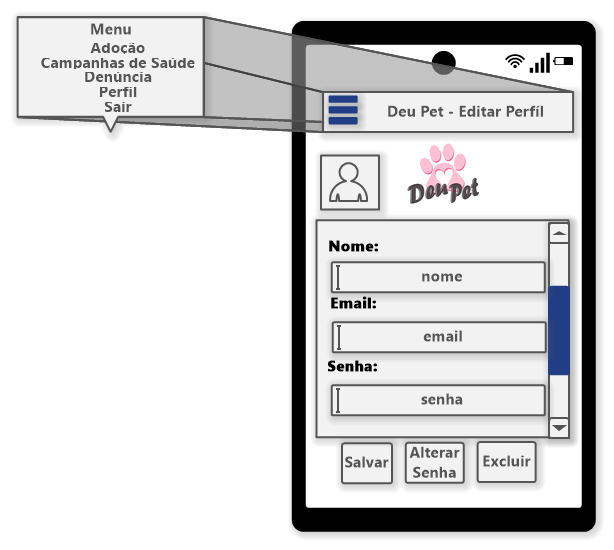 Menu
Adoção
Campanhas de Saúde
Denúncia
Perfil
Sair
Deu Pet - Editar Perfíl
DeuPet
Nome:
nome
Email:
email
Senha:
senha
Salvar
Alterar
Senha
Excluir